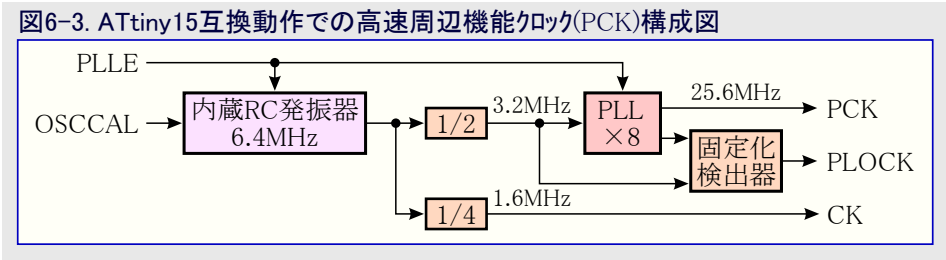 図6-3. ATtiny15互換動作での高速周辺機能ｸﾛｯｸ(PCK)構成図
PLLE
OSCCAL
内蔵RC発振器
6.4MHz
1/2
3.2MHz
PLL
×8
25.6MHz
PCK
固定化
検出器
PLOCK
1/4
1.6MHz
CK